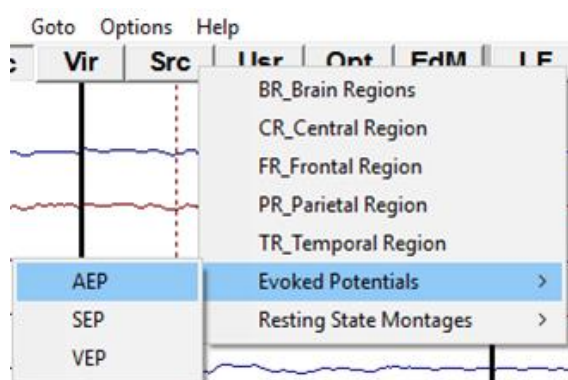 Goto Options Help
Vir Src Usr Opt EdM LF
BR_Brain Regions
CR_Central Region
FR_Frontal Region
PR_Parietal Region
TR_Temporal Region
AEP Evoked Potentials >
SEP Resting State Montages >
VEP